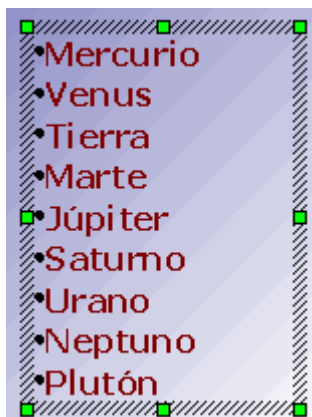 •Mercurio
•Venus
•Tierra
•Marte
•Júpiter
•Saturno
•Urano
•Neptuno
•Plutón